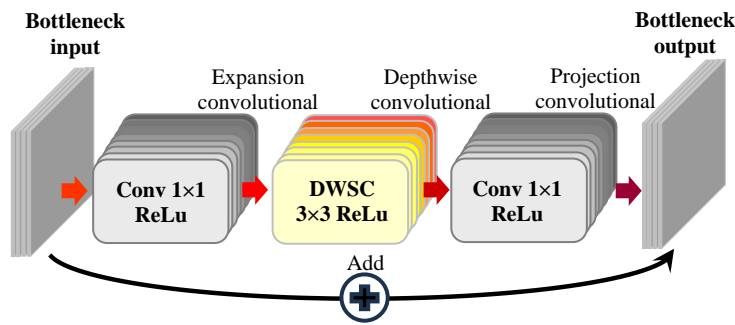 Bottleneck
input
Bottleneck
output
Expansion
convolutional
Depthwise
convolutional
Projection
convolutional
Conv 1×1
ReLu
DWSC
3×3 ReLu
Conv 1×1
ReLu
Add